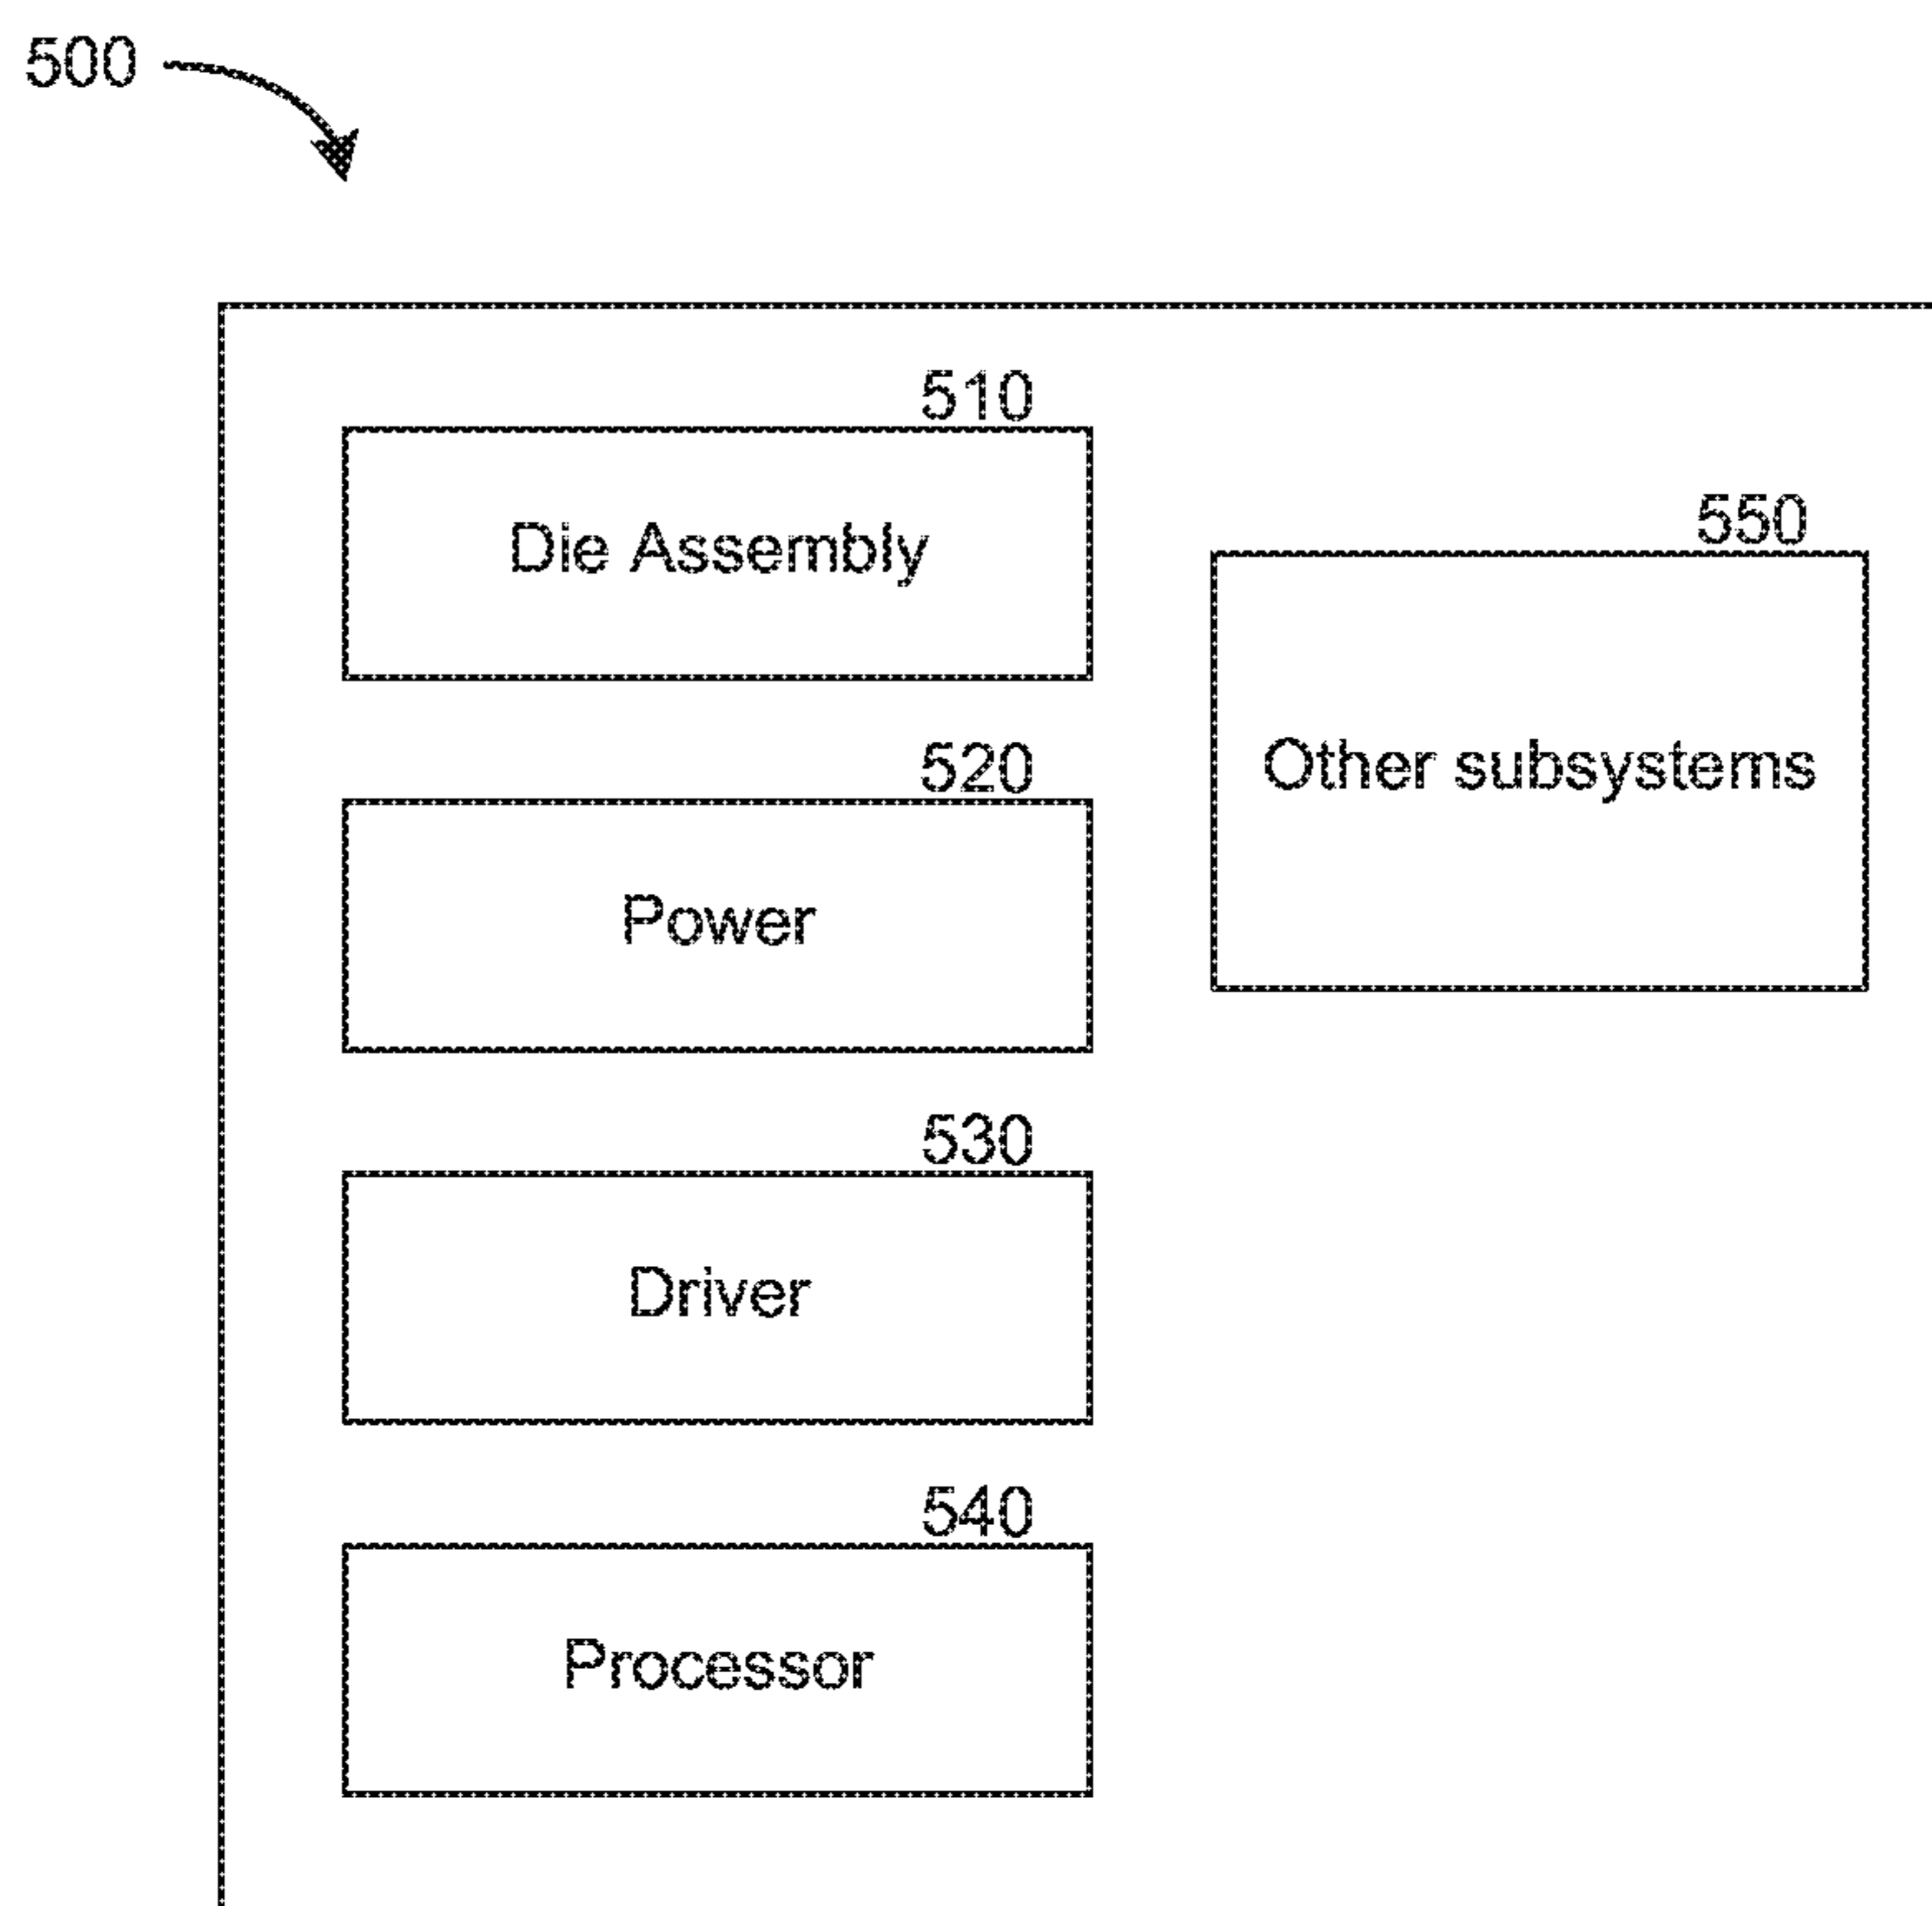 500
510
Die Assembly
550
Other subsystems
520
Power
530
Driver
540
Processor